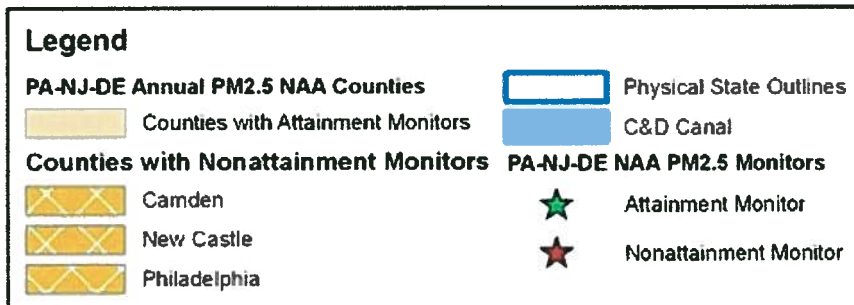 Legend
PA-NJ-DE Annual PM2.5 NAA Counties
Counties with Attainment Monitors
Counties with Nonattainment Monitors
Camden
New Castle
Philadelphia
Physical State Outlines
C&D Canal
PA-NJ-DE NAA PM2.5 Monitors
Attainment Monitor
Nonattainment Monitor